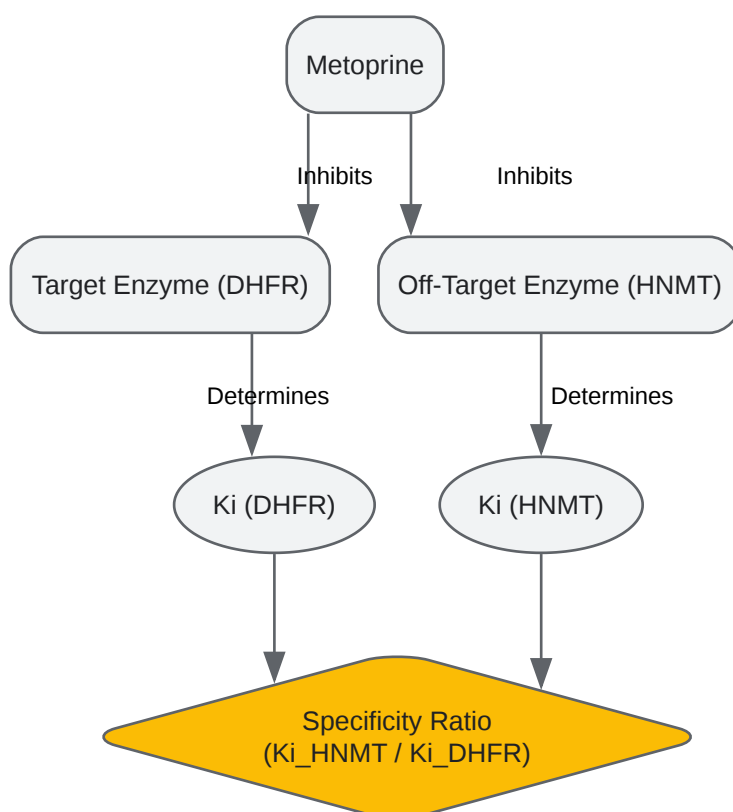 Metoprine
Inhibits
Inhibits
Target Enzyme (DHFR)
Off-Target Enzyme (HNMT)
Determines
Determines
Ki (DHFR)
Ki (HNMT)
Specificity Ratio
(Ki_HNMT / Ki_DHFR)